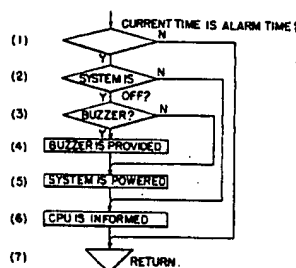 CURRENT TIME IS ALARM TIME?
(1) N
Y
(2) SYSTEM IS N
Y OFF?
(3) BUZZER? N
Y
(4) BUZZER IS PROVIDED
(5) SYSTEM IS POWERED
(6) CPU IS INFORMED
(7) RETURN.